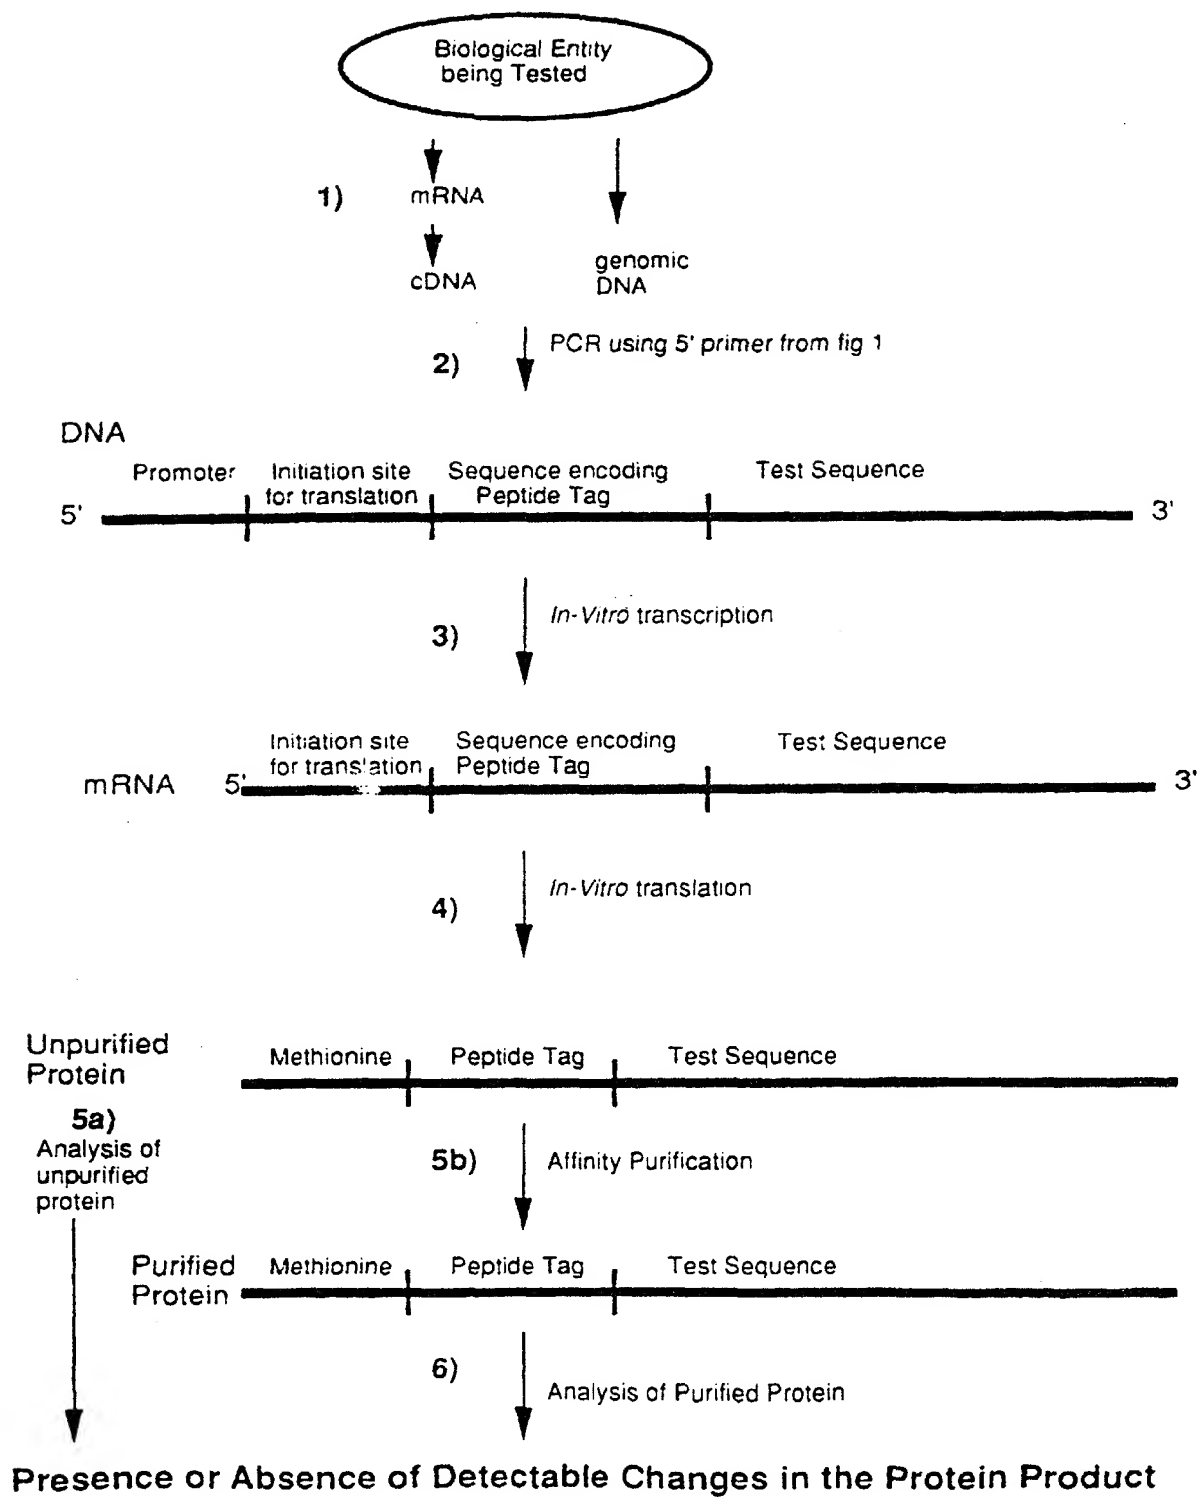 Biological Entity
being Tested
1)
mRNA
cDNA
genomic
DNA
2)
PCR using 5' primer from fig 1
DNA
Promoter
Initiation site
for translation
Sequence encoding
Peptide Tag
Test Sequence
5'
3'
3)
In-Vitro transcription
Initiation site
for translation
Sequence encoding
Peptide Tag
Test Sequence
mRNA
5'
3'
4)
In-Vitro translation
Unpurified
Protein
Methionine
Peptide Tag
Test Sequence
5a)
Analysis of
unpurified
protein
5b)
Affinity Purification
Purified
Protein
Methionine
Peptide Tag
Test Sequence
6)
Analysis of Purified Protein
Presence or Absence of Detectable Changes in the Protein Product